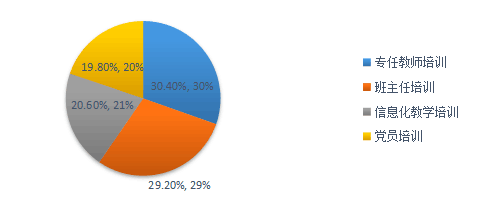 19.80%, 20%
30.40%, 30%
20.60%, 21%
29.20%, 29%
专任教师培训
班主任培训
信息化教学培训
党员培训